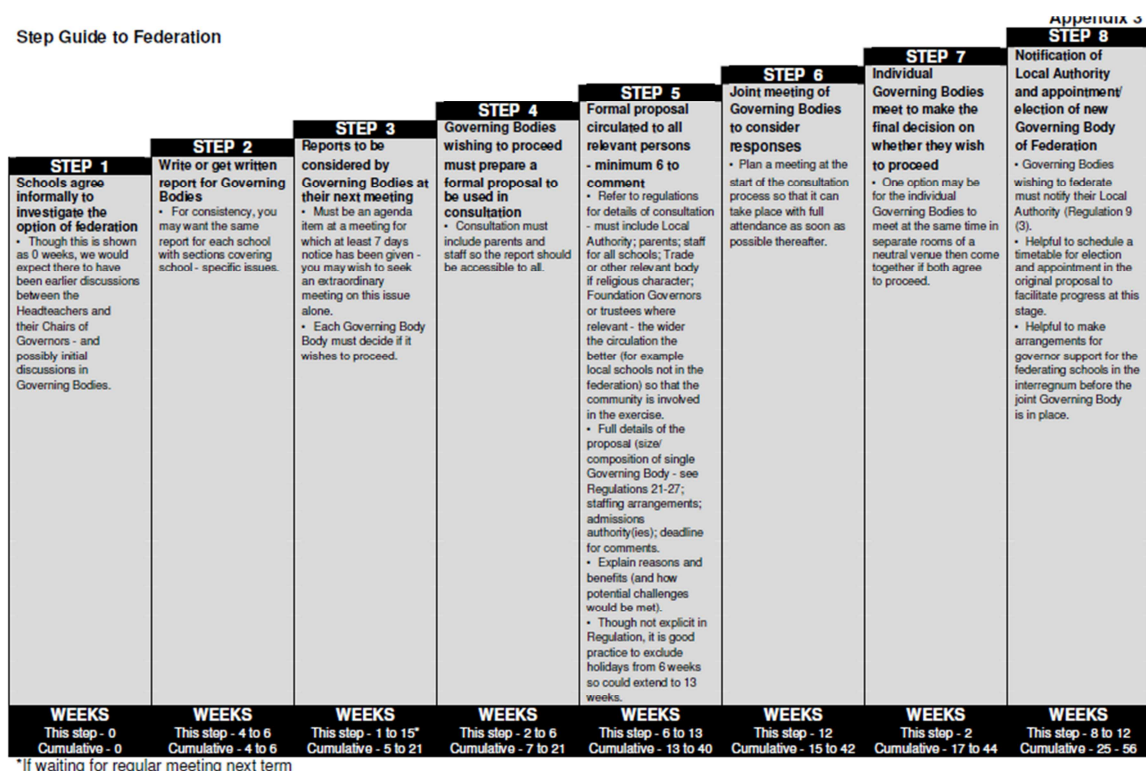 Appendix 3
Step Guide to Federation
STEP 1
Schools agree
informally to
investigate the
option of federation
• Though this is shown
as 0 weeks, we would
expect there to have
been earlier discussions
between the
Headteachers and
their Chairs of
Governors - and
possibly initial
discussions in
Governing Bodies.
WEEKS
This step - 0
Cumulative - 0
STEP 2
Write or get written
report for Governing
Bodies
• For consistency, you
may want the same
report for each school
with sections covering
school - specific issues.
WEEKS
This step - 4 to 6
Cumulative - 4 to 6
STEP 3
Reports to be
considered by
Governing Bodies at
their next meeting
• Must be an agenda
item at a meeting for
which at least 7 days
notice has been given -
you may wish to seek
an extraordinary
meeting on this issue
alone.
• Each Governing Body
Body must decide if it
wishes to proceed.
WEEKS
This step - 1 to 15*
Cumulative - 5 to 21
STEP 4
Governing Bodies
wishing to proceed
must prepare a
formal proposal to
be used in
consultation
• Consultation must
include parents and
staff so the report should
be accessible to all.
WEEKS
This step - 2 to 6
Cumulative - 7 to 21
STEP 5
Formal proposal
circulated to all
relevant persons
- minimum 6 to
comment
• Refer to regulations
for details of consultation
- must include Local
Authority; parents; staff
for all schools; Trade
or other relevant body
if religious character;
Foundation Governors
or trustees where
relevant - the wider
the circulation the
better (for example
local schools not in the
federation) so that the
community is involved
in the exercise.
• Full details of the
proposal (size/
composition of single
Governing Body - see
Regulations 21-27;
staffing arrangements;
admissions
authority(ies); deadline
for comments.
• Explain reasons and
benefits (and how
potential challenges
would be met).
• Though not explicit in
Regulation, it is good
practice to exclude
holidays from 6 weeks
so could extend to 13
weeks.
WEEKS
This step - 6 to 13
Cumulative - 13 to 40
STEP 6
Joint meeting of
Governing Bodies
to consider
responses
• Plan a meeting at the
start of the consultation
process so that it can
take place with full
attendance as soon as
possible thereafter.
WEEKS
This step - 12
Cumulative - 15 to 42
STEP 7
Individual
Governing Bodies
meet to make the
final decision on
whether they wish
to proceed
• One option may be
for the individual
Governing Bodies to
meet at the same time in
separate rooms of a
neutral venue then come
together if both agree
to proceed.
WEEKS
This step - 2
Cumulative - 17 to 44
STEP 8
Notification of
Local Authority
and appointment/
election of new
Governing Body
of Federation
• Governing Bodies
wishing to federate
must notify their Local
Authority (Regulation 9
(3).
• Helpful to schedule a
timetable for election
and appointment in the
original proposal to
facilitate progress at this
stage.
• Helpful to make
arrangements for
governor support for the
federating schools in the
interregnum before the
joint Governing Body
is in place.
WEEKS
This step - 8 to 12
Cumulative - 25 - 56
*If waiting for regular meeting next term